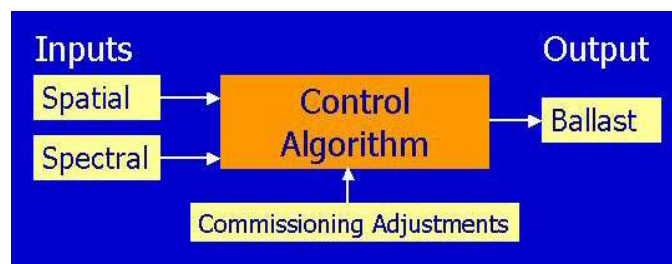 Inputs
Output
Spatial
Spectral
Control
Algorithm
Ballast
Commissioning Adjustments